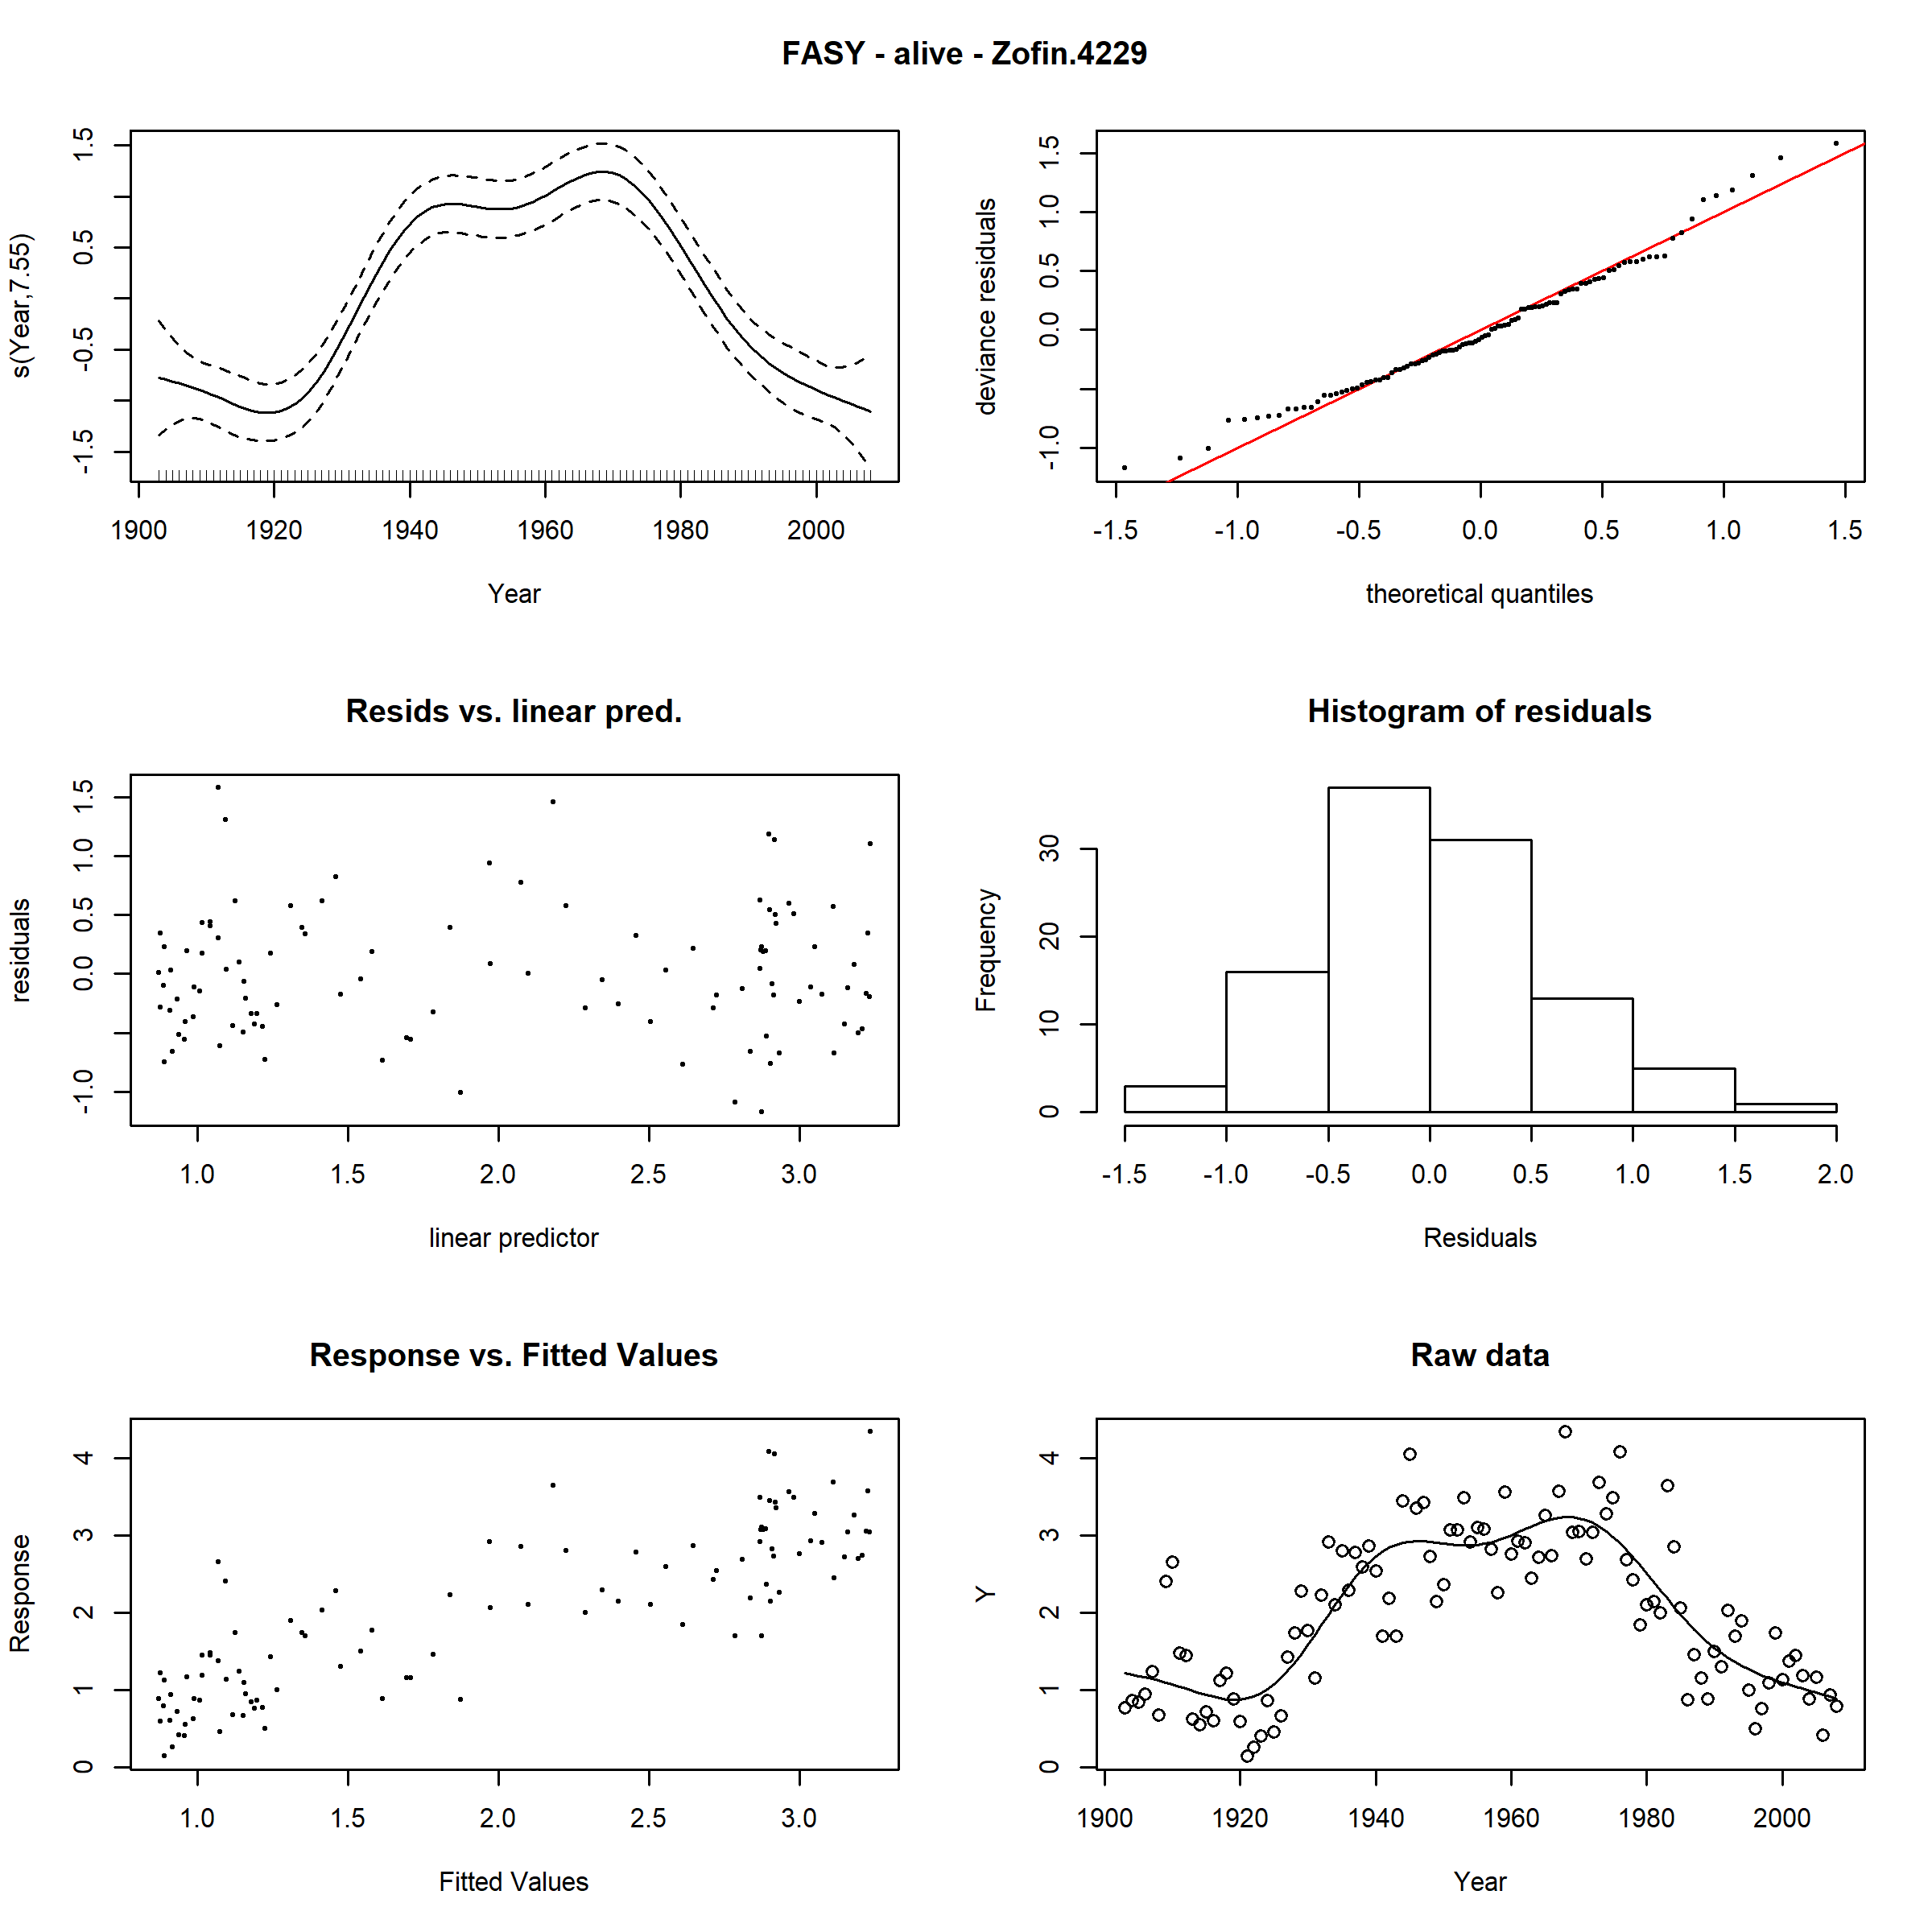 FASY - alive - Zofin.4229
s(Year,7.55)
-1.5 -0.5 0.5 1.5
1900 1920 1940 1960 1980 2000
Year
deviance residuals
-1.0 0.0 0.5 1.0 1.5
-1.5 -1.0 -0.5 0.0 0.5 1.0 1.5
theoretical quantiles
Resids vs. linear pred.
residuals
-1.0 0.0 0.5 1.0 1.5
1.0 1.5 2.0 2.5 3.0
linear predictor
Histogram of residuals
Frequency
0 10 20 30
-1.5 -1.0 -0.5 0.0 0.5 1.0 1.5 2.0
Residuals
Response vs. Fitted Values
Response
0 1 2 3 4
1.0 1.5 2.0 2.5 3.0
Fitted Values
Raw data
Y
0 1 2 3 4
1900 1920 1940 1960 1980 2000
Year